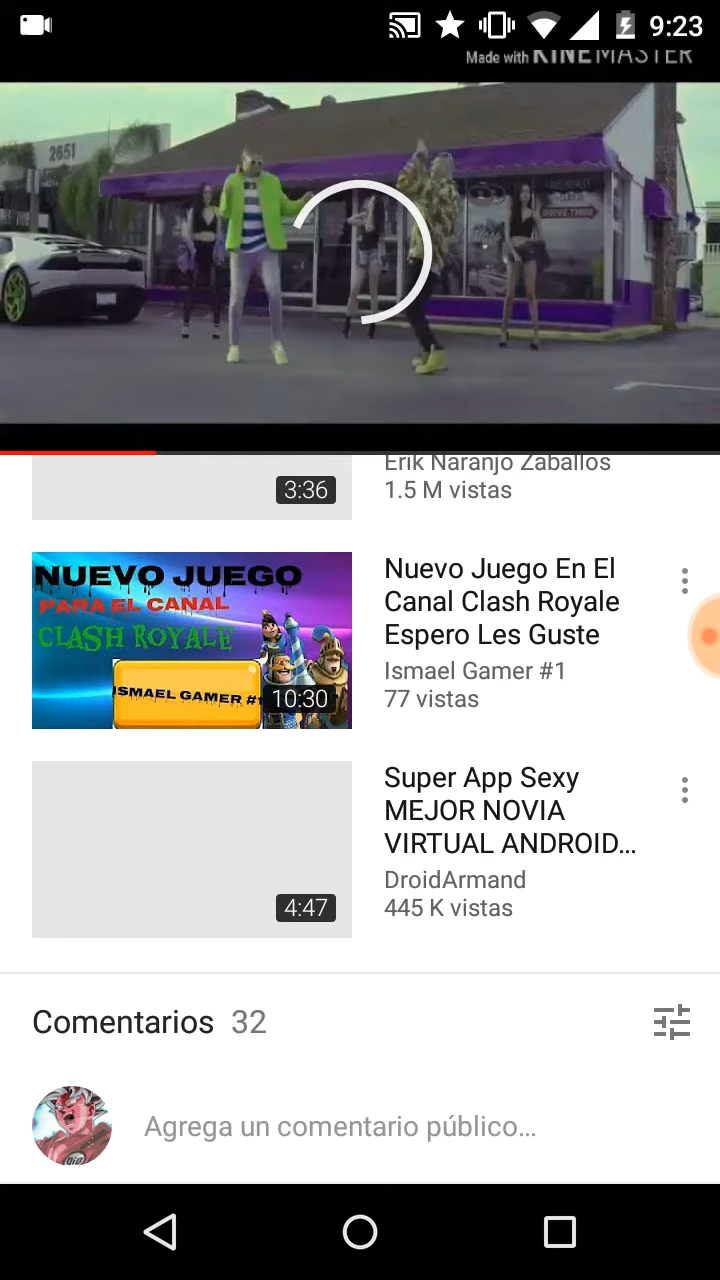 9:23
Made with KINEMASTER
2651
DRIVE THRU
Erik Naranjo Zaballos
3:36
1.5 M vistas
NUEVO JUEGO
PARA EL CANAL
CLASH ROYALE
ISMAEL GAMER #1
10:30
Nuevo Juego En El
Canal Clash Royale
Espero Les Guste
Ismael Gamer #1
77 vistas
Super App Sexy
MEJOR NOVIA
VIRTUAL ANDROID...
DroidArmand
4:47
445 K vistas
Comentarios 32
Agrega un comentario público...